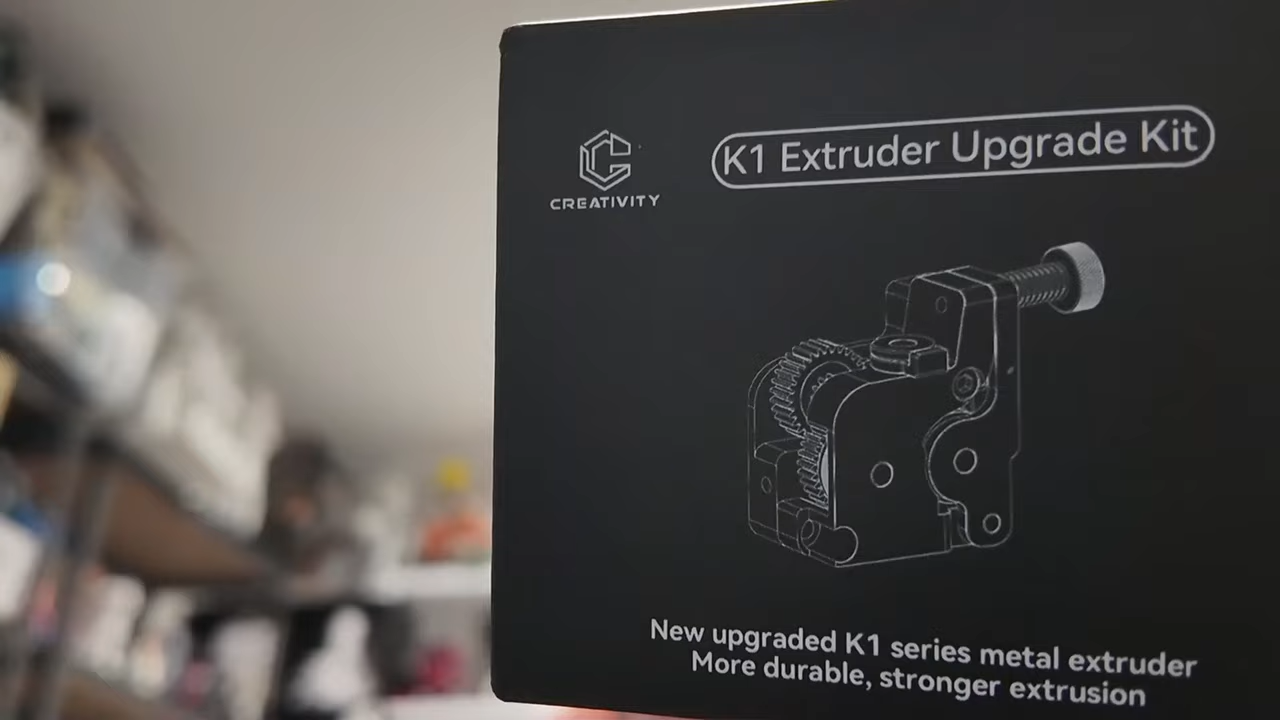 CREATIVITY
K1 Extruder Upgrade Kit
New upgraded K1 series metal extruder
More durable, stronger extrusion